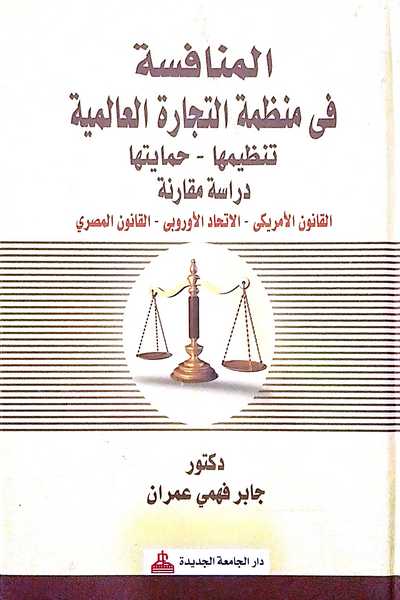 المنافسة
فى منظمة التجارة العالمية
تنظيمها - حمايتها
دراسة مقارنة
القانون الأمريكى - الاتحاد الأوروبى - القانون المصري
دكتور
جابر فهمي عمران
دار الجامعة الجديدة